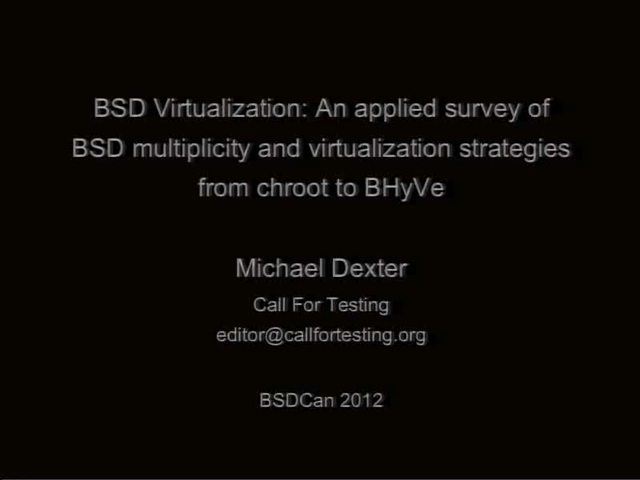 BSD Virtualization: An applied survey of
BSD multiplicity and virtualization strategies
from chroot to BHyVe
Michael Dexter
Call For Testing
editor@callfortesting.org
BSDCan 2012